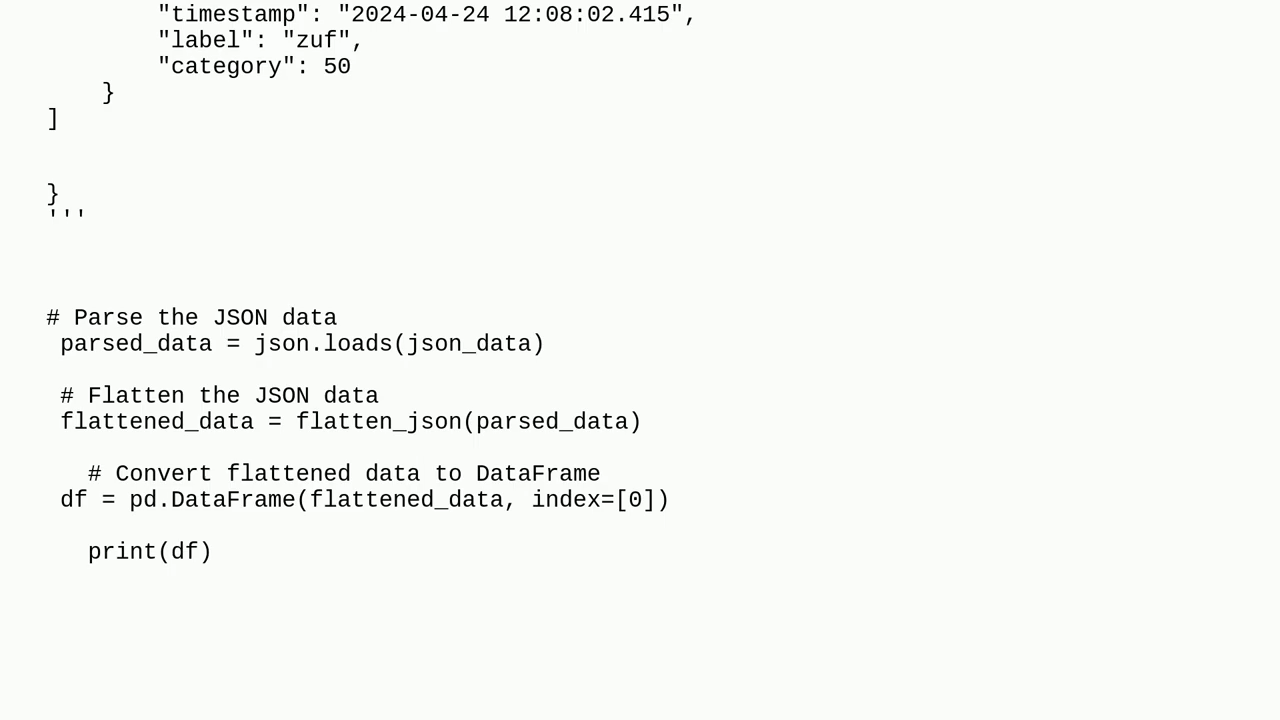 "timestamp": "2024-04-24 12:08:02.415",
        "label": "zuf",
        "category": 50
    }
]
}
'''
# Parse the JSON data
 parsed_data = json.loads(json_data)
 # Flatten the JSON data
 flattened_data = flatten_json(parsed_data)
   # Convert flattened data to DataFrame
 df = pd.DataFrame(flattened_data, index=[0])
   print(df)